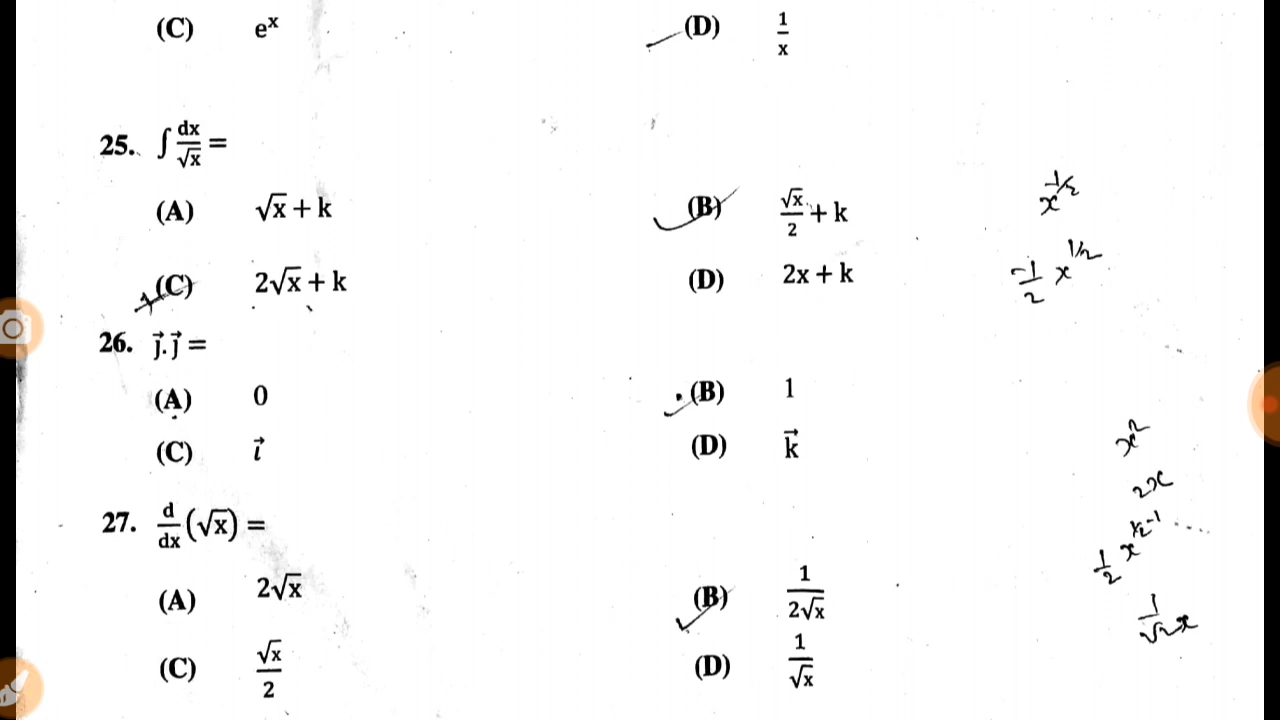 (C) eˣ (D) 1/x
25. ∫ dx/√x =
(A) √x + k (B) √x/2 + k
(C) 2√x + k (D) 2x + k
26. j⃗.j⃗ =
(A) 0 (B) 1
(C) i⃗ (D) k⃗
27. d/dx (√x) =
(A) 2√x (B) 1/(2√x)
(C) √x/2 (D) 1/√x
x^-1/2
-1/2 x^1/2
x²
2x
1/2 x^1/2-1